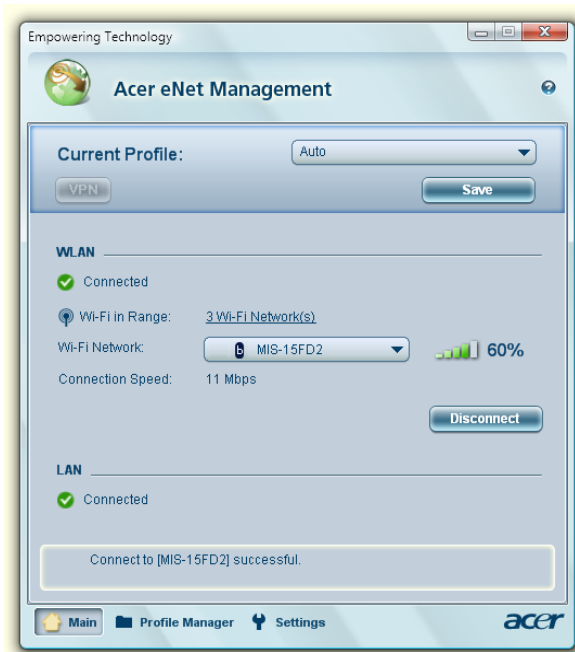 Empowering Technology
Acer eNet Management
Current Profile: Auto
VPN Save
WLAN
Connected
Wi-Fi in Range: 3 Wi-Fi Network(s)
Wi-Fi Network: b MIS-15FD2 60%
Connection Speed: 11 Mbps
Disconnect
LAN
Connected
Connect to [MIS-15FD2] successful.
Main Profile Manager Settings acer